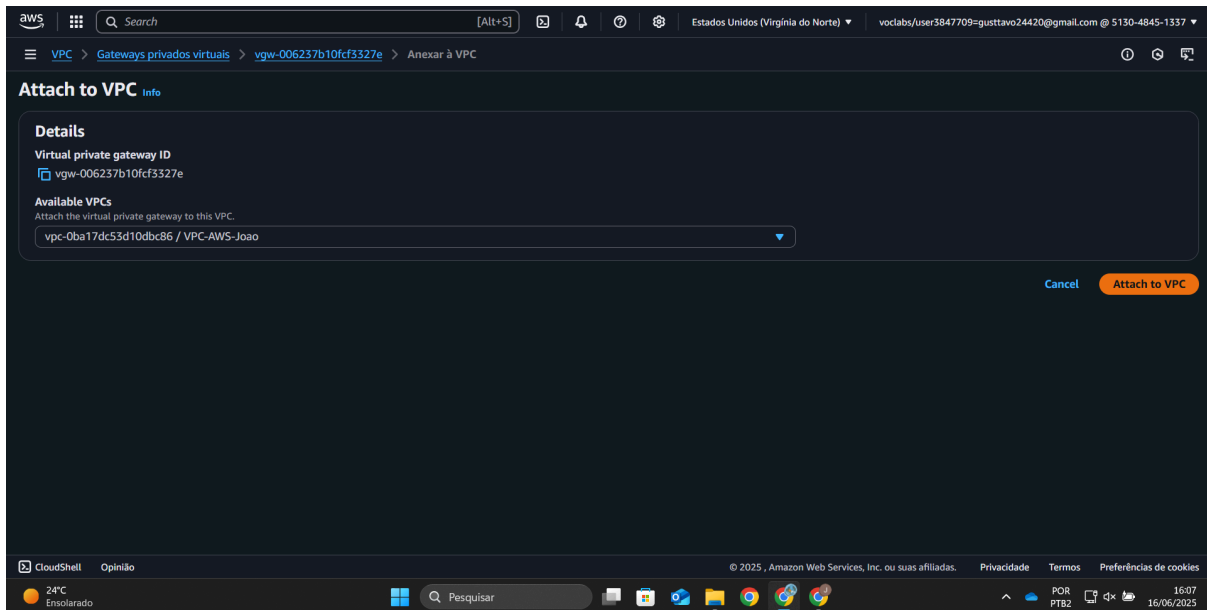 aws
Search [Alt+S] Estados Unidos (Virgínia do Norte) ▼ voclabs/user3847709=gusttavo24420@gmail.com @ 5130-4845-1337 ▼
VPC > Gateways privados virtuais > vgw-006237b10fcf3327e > Anexar à VPC
Attach to VPC Info
Details
Virtual private gateway ID
vgw-006237b10fcf3327e
Available VPCs
Attach the virtual private gateway to this VPC.
vpc-0ba17dc53d10dbc86 / VPC-AWS-Joao
Cancel Attach to VPC
CloudShell Opinião © 2025 , Amazon Web Services, Inc. ou suas afiliadas. Privacidade Termos Preferências de cookies
24°C
Ensolarado
Pesquisar
POR
PTB2
16:07
16/06/2025